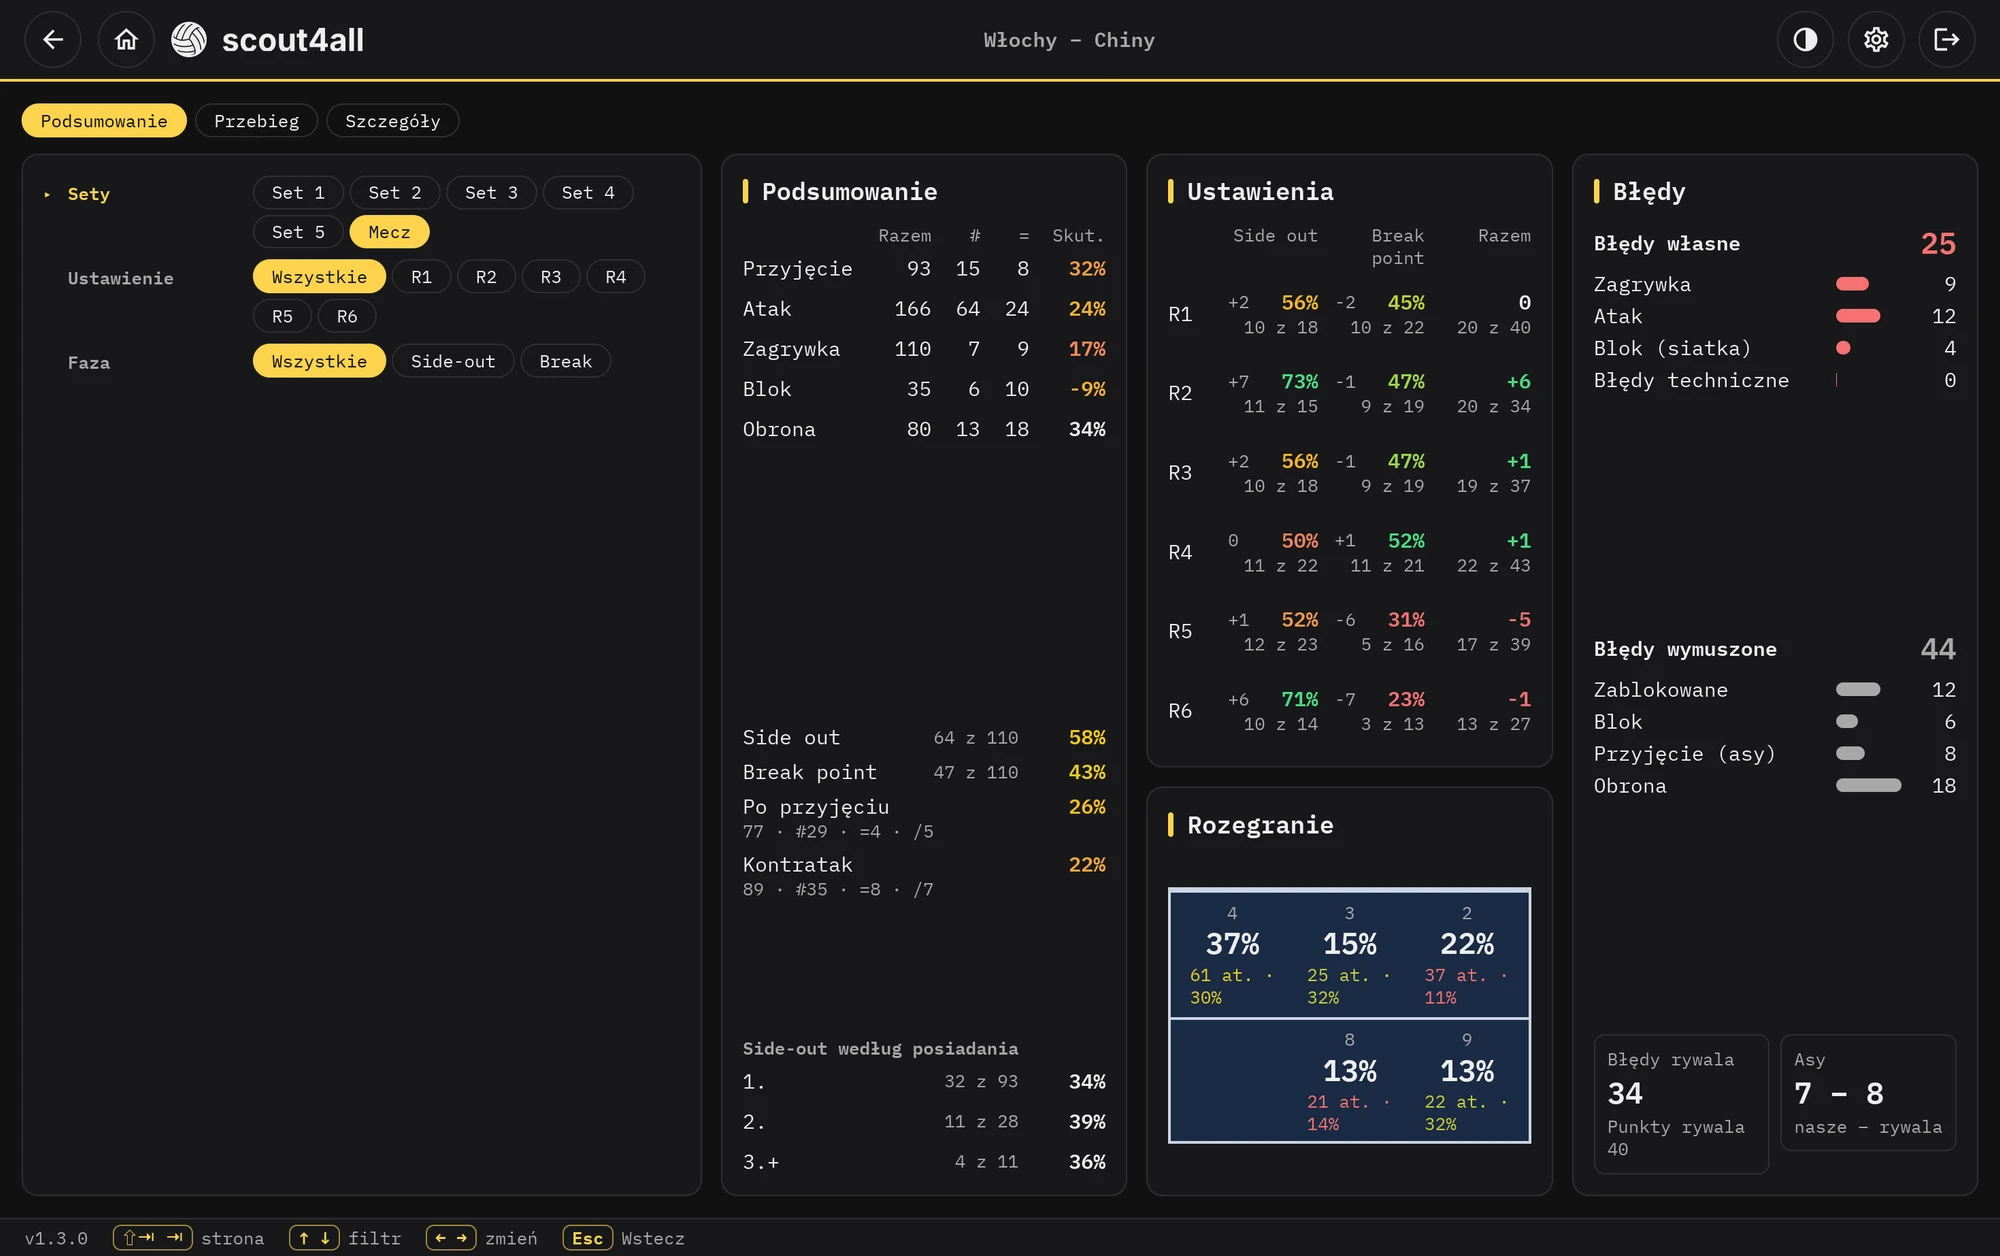 scout4all
Włochy – Chiny
Podsumowanie Przebieg Szczegóły
▸ Sety
Set 1 Set 2 Set 3 Set 4
Set 5 Mecz
Ustawienie
Wszystkie R1 R2 R3 R4
R5 R6
Faza
Wszystkie Side-out Break
Podsumowanie
Razem # = Skut.
Przyjęcie 93 15 8 32%
Atak 166 64 24 24%
Zagrywka 110 7 9 17%
Blok 35 6 10 -9%
Obrona 80 13 18 34%
Side out 64 z 110 58%
Break point 47 z 110 43%
Po przyjęciu 26%
77 · #29 · =4 · /5
Kontratak 22%
89 · #35 · =8 · /7
Side-out według posiadania
1. 32 z 93 34%
2. 11 z 28 39%
3.+ 4 z 11 36%
Ustawienia
Side out Break point Razem
R1 +2 56% -2 45% 0
10 z 18 10 z 22 20 z 40
R2 +7 73% -1 47% +6
11 z 15 9 z 19 20 z 34
R3 +2 56% -1 47% +1
10 z 18 9 z 19 19 z 37
R4 0 50% +1 52% +1
11 z 22 11 z 21 22 z 43
R5 +1 52% -6 31% -5
12 z 23 5 z 16 17 z 39
R6 +6 71% -7 23% -1
10 z 14 3 z 13 13 z 27
Rozegranie
4 3 2
37% 15% 22%
61 at. · 25 at. · 37 at. ·
30% 32% 11%
8 9
13% 13%
21 at. · 22 at. ·
14% 32%
Błędy
Błędy własne 25
Zagrywka 9
Atak 12
Blok (siatka) 4
Błędy techniczne 0
Błędy wymuszone 44
Zablokowane 12
Blok 6
Przyjęcie (asy) 8
Obrona 18
Błędy rywala
34
Punkty rywala
40
Asy
7 – 8
nasze – rywala
v1.3.0 ⇧⇥ ⇥ strona ↑ ↓ filtr ← → zmień Esc Wstecz